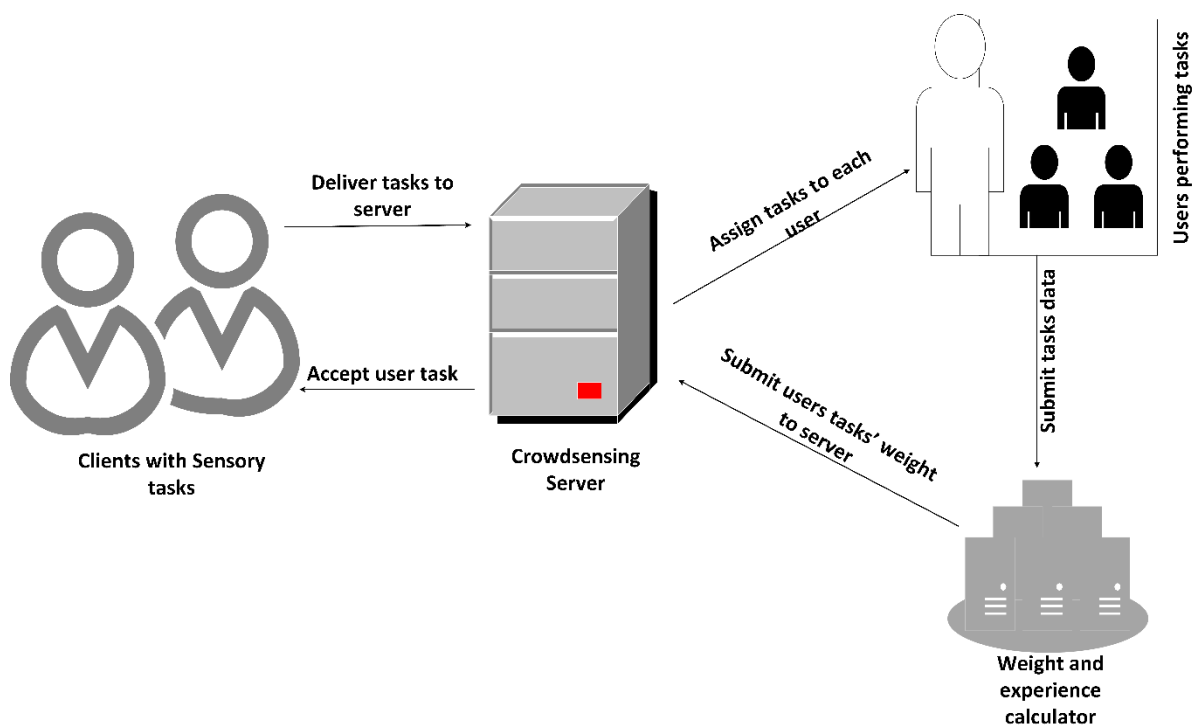 Deliver tasks to
server
Accept user task
Clients with Sensory
tasks
Crowdsensing
Server
Assign tasks to each
user
Users performing tasks
Submit tasks data
Submit users tasks’ weight
to server
Weight and
experience
calculator